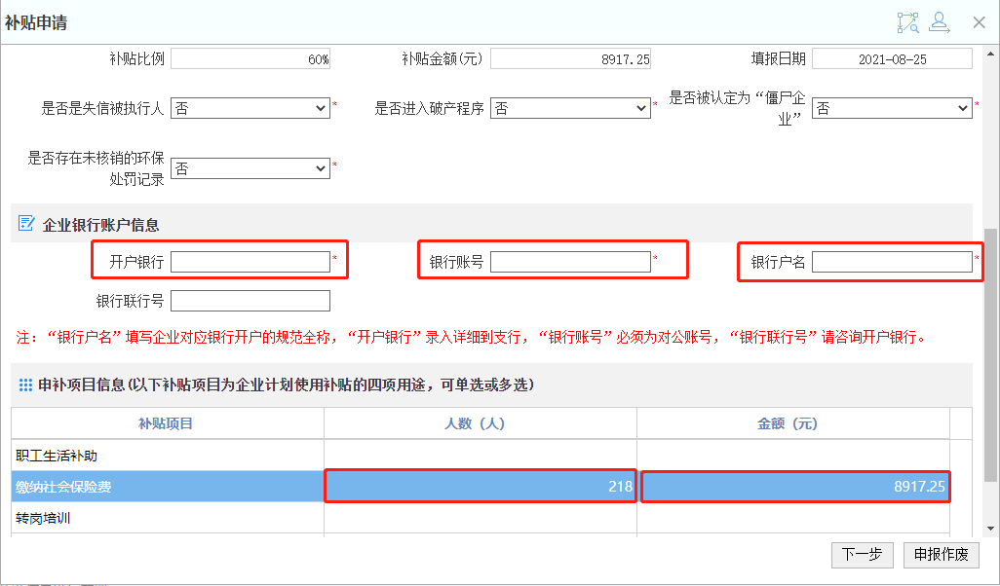 补贴申请
补贴比例 60% 补贴金额(元) 8917.25 填报日期 2021-08-25
是否是失信被执行人 否 * 是否进入破产程序 否 * 是否被认定为“僵尸企
业” 否 *
是否存在未核销的环保
处罚记录 否 *
企业银行账户信息
开户银行 * 银行账号 * 银行户名 *
银行联行号
注：“银行户名”填写企业对应银行开户的规范全称，“开户银行”录入详细到支行，“银行账号”必须为对公账号，“银行联行号”请咨询开户银行。
申补项目信息(以下补贴项目为企业计划使用补贴的四项用途，可单选或多选)
补贴项目 人数（人） 金额（元）
职工生活补助
缴纳社会保险费 218 8917.25
转岗培训
下一步 申报作废